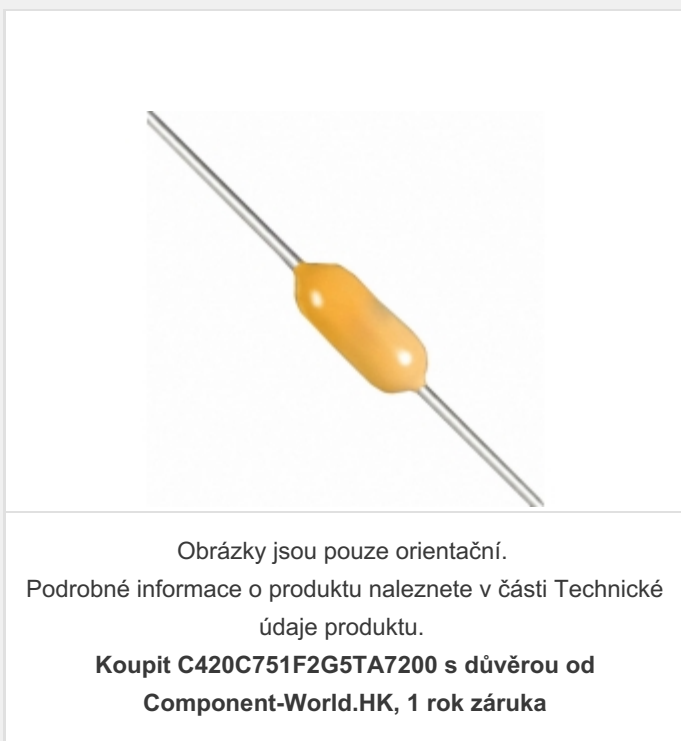 Obrázky jsou pouze orientační.
Podrobné informace o produktu naleznete v části Technické
údaje produktu.
Koupit C420C751F2G5TA7200 s důvěrou od
Component-World.HK, 1 rok záruka